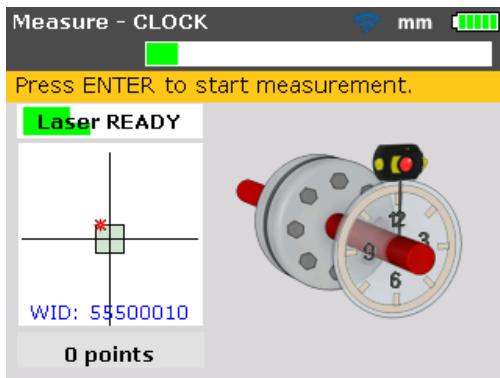 Measure - CLOCK mm
Press ENTER to start measurement.
Laser READY
12
9 3
6
WID: 55500010
0 points